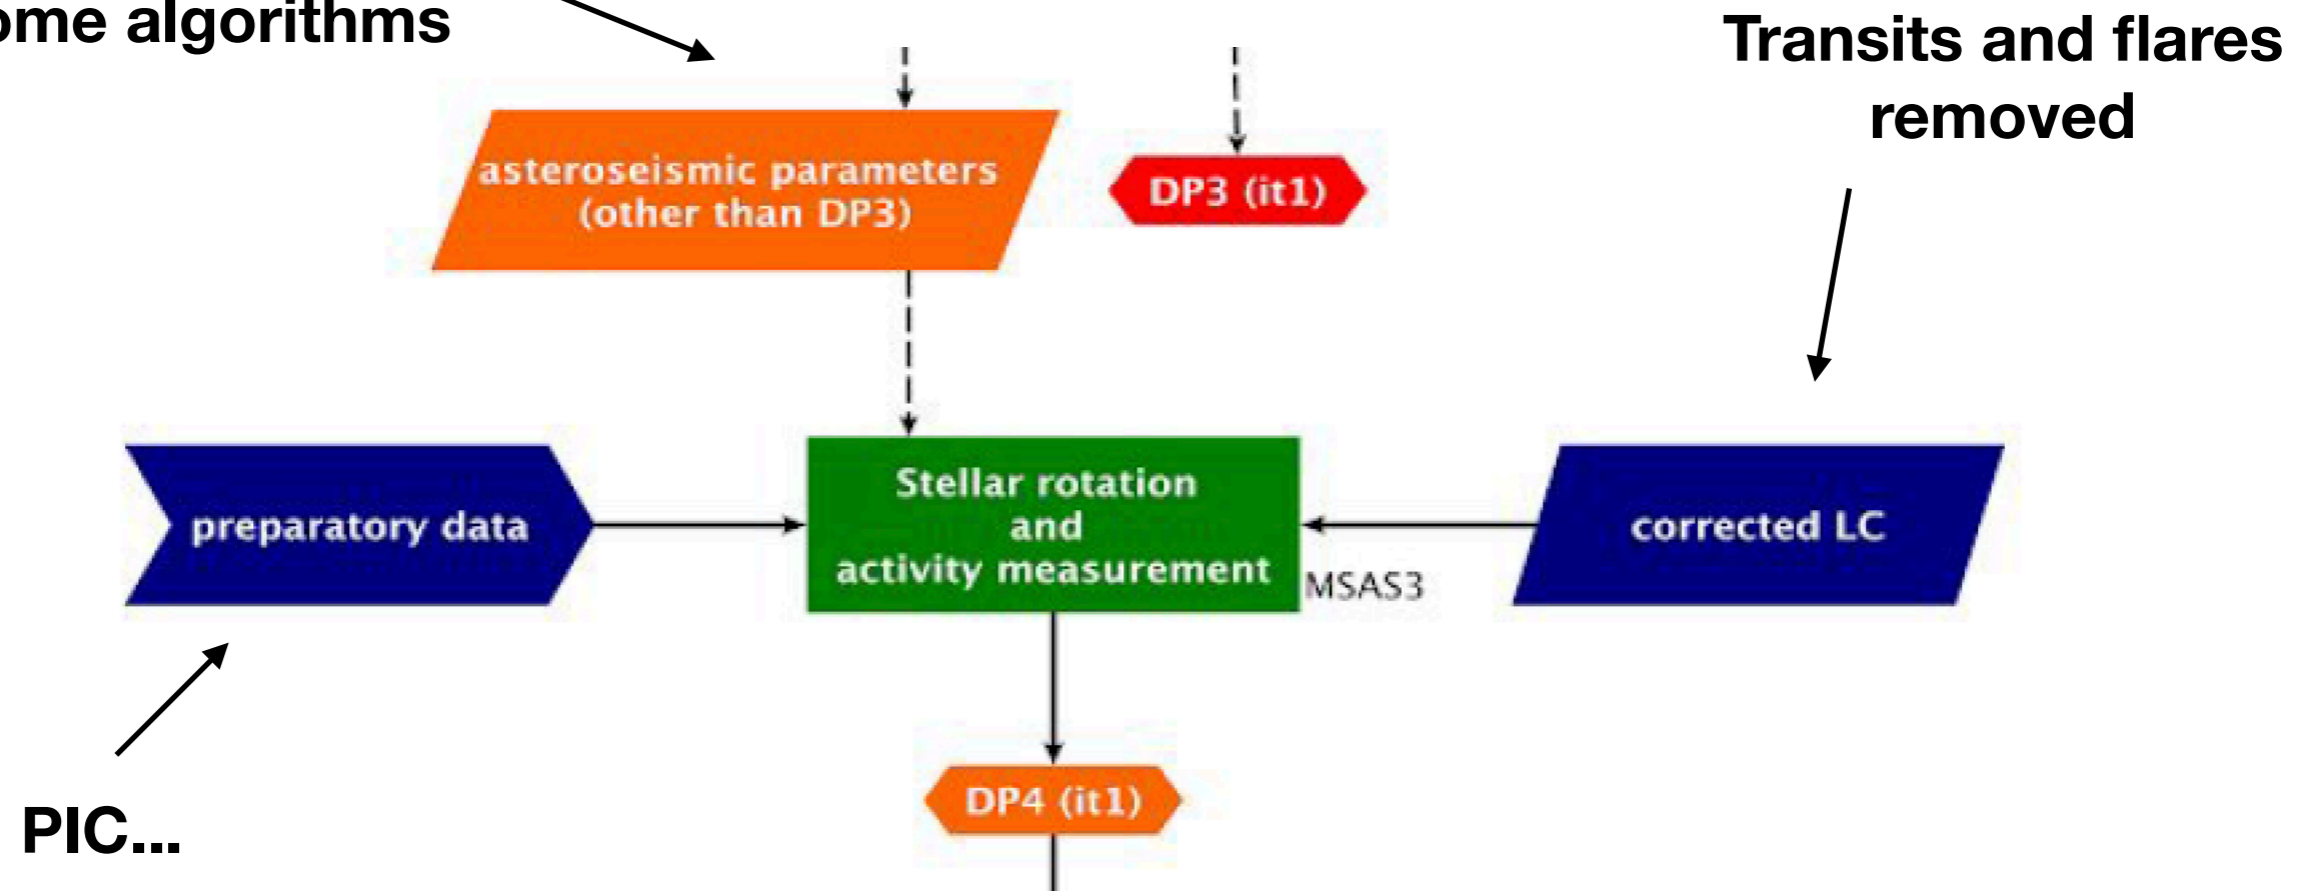 algorithms
Transits and flares
removed
asteroseismic parameters
(other than DP3)
DP3 (it1)
preparatory data
Stellar rotation
and
activity measurement
MSAS3
corrected LC
DP4 (it1)
PIC...